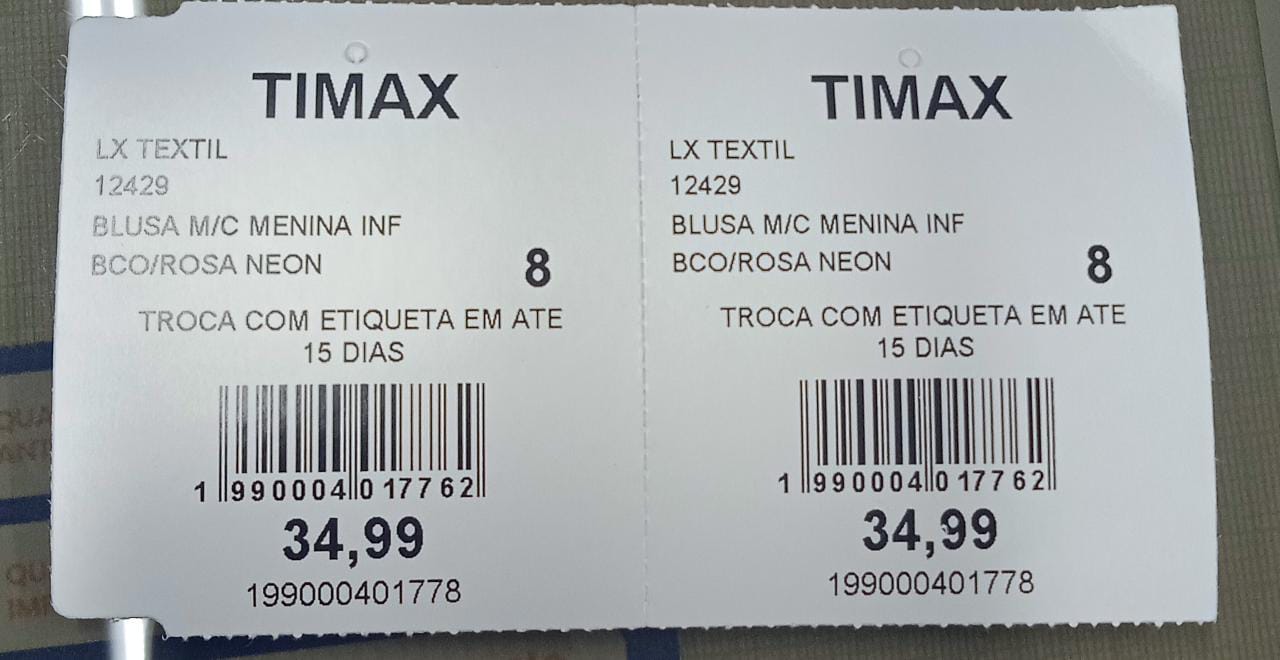 TIMAX
LX TEXTIL
12429
BLUSA M/C MENINA INF
BCO/ROSA NEON 8
TROCA COM ETIQUETA EM ATE
15 DIAS
1 990004 017762
34,99
199000401778
TIMAX
LX TEXTIL
12429
BLUSA M/C MENINA INF
BCO/ROSA NEON 8
TROCA COM ETIQUETA EM ATE
15 DIAS
1 990004 017762
34,99
199000401778